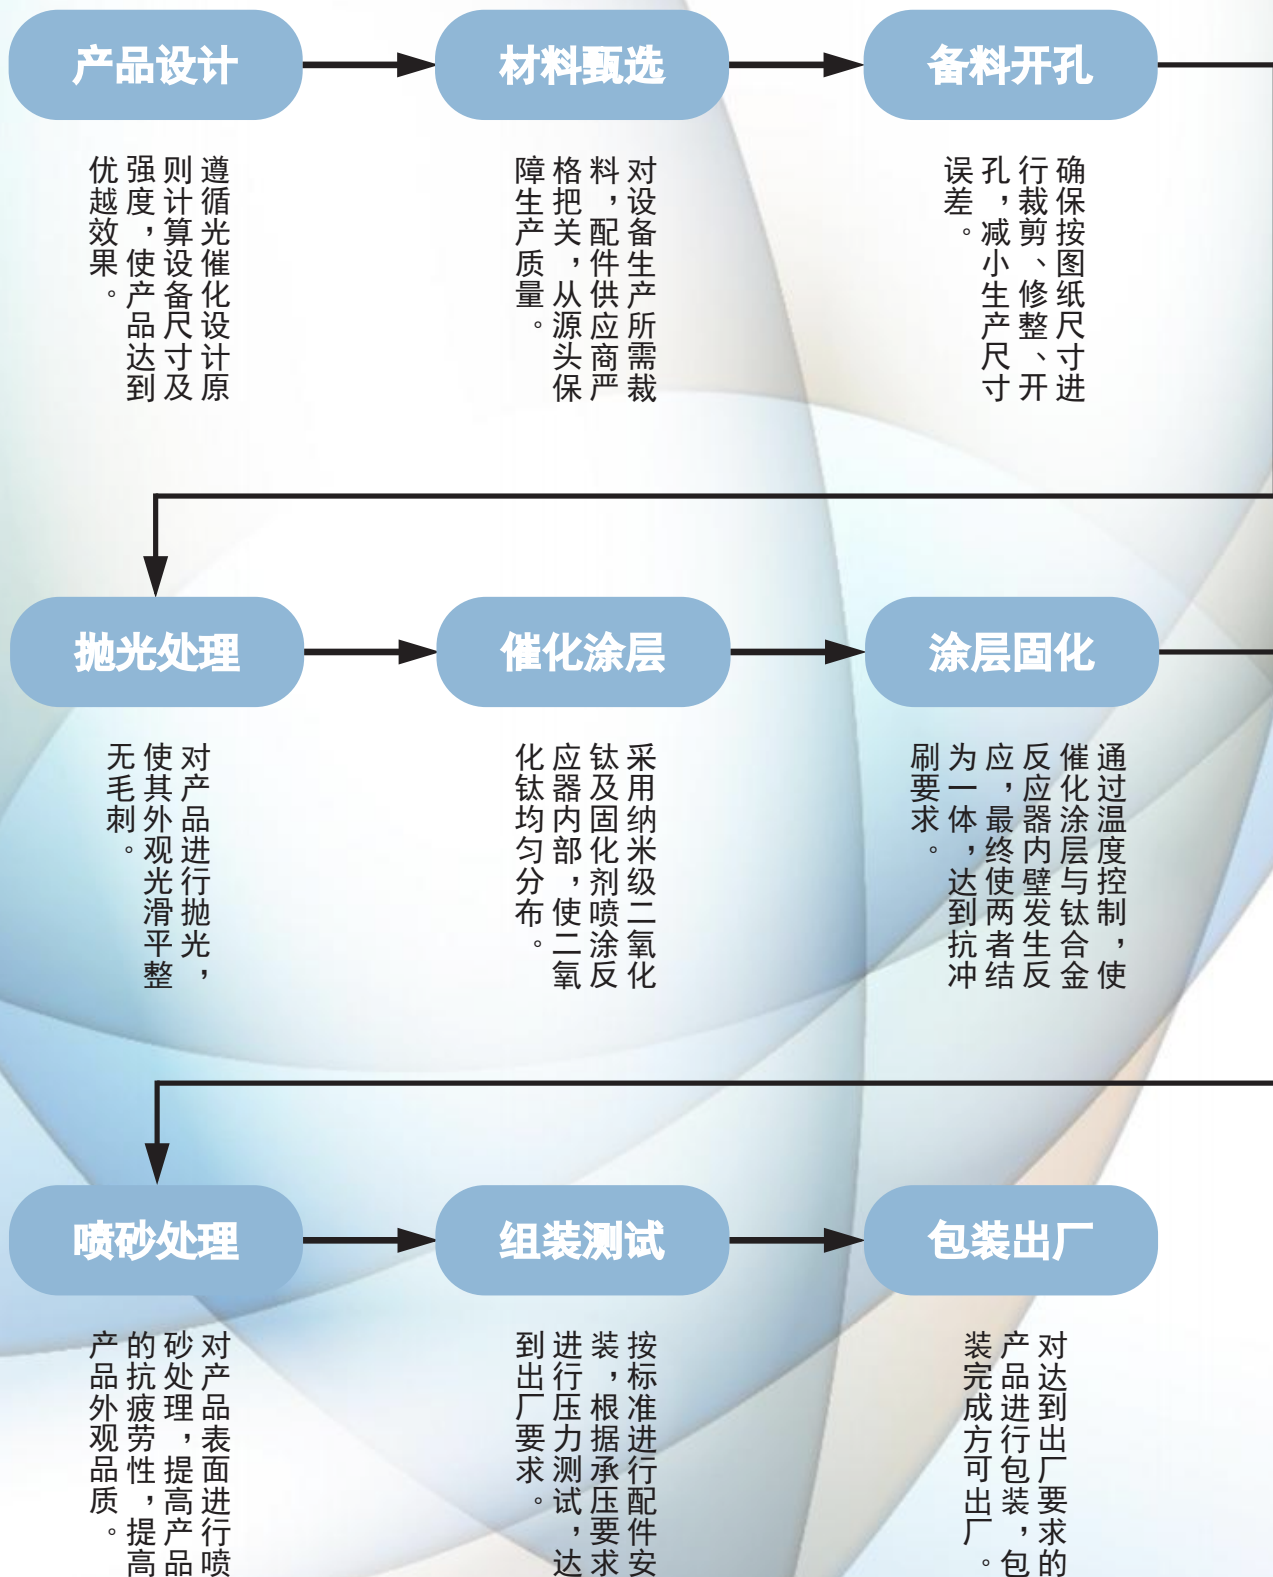 产品设计
材料甄选
备料开孔
遵循光催化设计原
则计算设备尺寸及
强度，使产品达到
优越效果。
对设备生产所需裁
料，配件供应商严
格把关，从源头保
障生产质量。
确保按图纸尺寸进
行裁剪、修整、开
孔，减小生产尺寸
误差。
抛光处理
催化涂层
涂层固化
对产品进行抛光，
使其外观光滑平整
无毛刺。
采用纳米级二氧化
钛及固化剂喷涂反
应器内部，使二氧
化钛均匀分布。
通过温度控制，使
催化涂层与钛合金
反应器内壁发生反
应，最终使两者结
为一体，达到抗冲
刷要求。
喷砂处理
组装测试
包装出厂
对产品表面进行喷
砂处理，提高产品
的抗疲劳性，提高
产品外观品质。
按标准进行配件安
装，根据承压要求
进行压力测试，达
到出厂要求。
对达到出厂要求的
产品进行包装，包
装完成方可出厂。